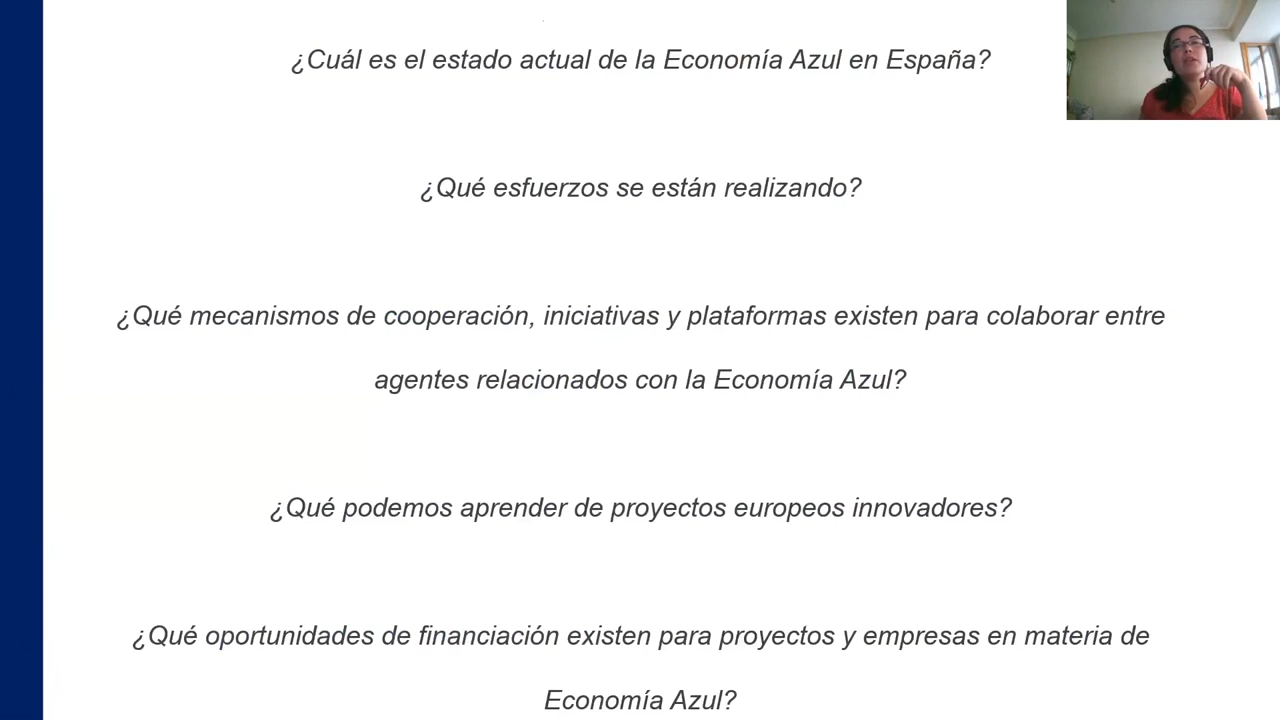 ¿Cuál es el estado actual de la Economía Azul en España?
¿Qué esfuerzos se están realizando?
¿Qué mecanismos de cooperación, iniciativas y plataformas existen para colaborar entre
agentes relacionados con la Economía Azul?
¿Qué podemos aprender de proyectos europeos innovadores?
¿Qué oportunidades de financiación existen para proyectos y empresas en materia de
Economía Azul?